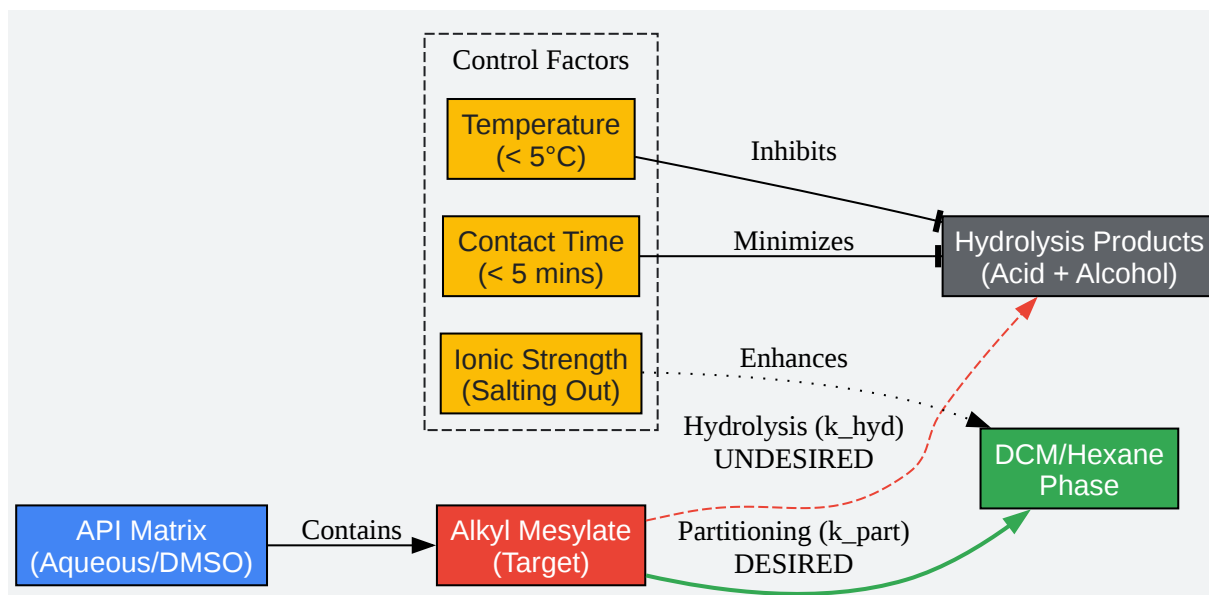 Control Factors
Temperature
(< 5°C)
Inhibits
Contact Time
(< 5 mins)
Minimizes
Hydrolysis Products
(Acid + Alcohol)
Ionic Strength
(Salting Out)
Enhances
Hydrolysis (k_hyd)
UNDESIRED
DCM/Hexane
Phase
API Matrix
(Aqueous/DMSO)
Contains
Alkyl Mesylate
(Target)
Partitioning (k_part)
DESIRED